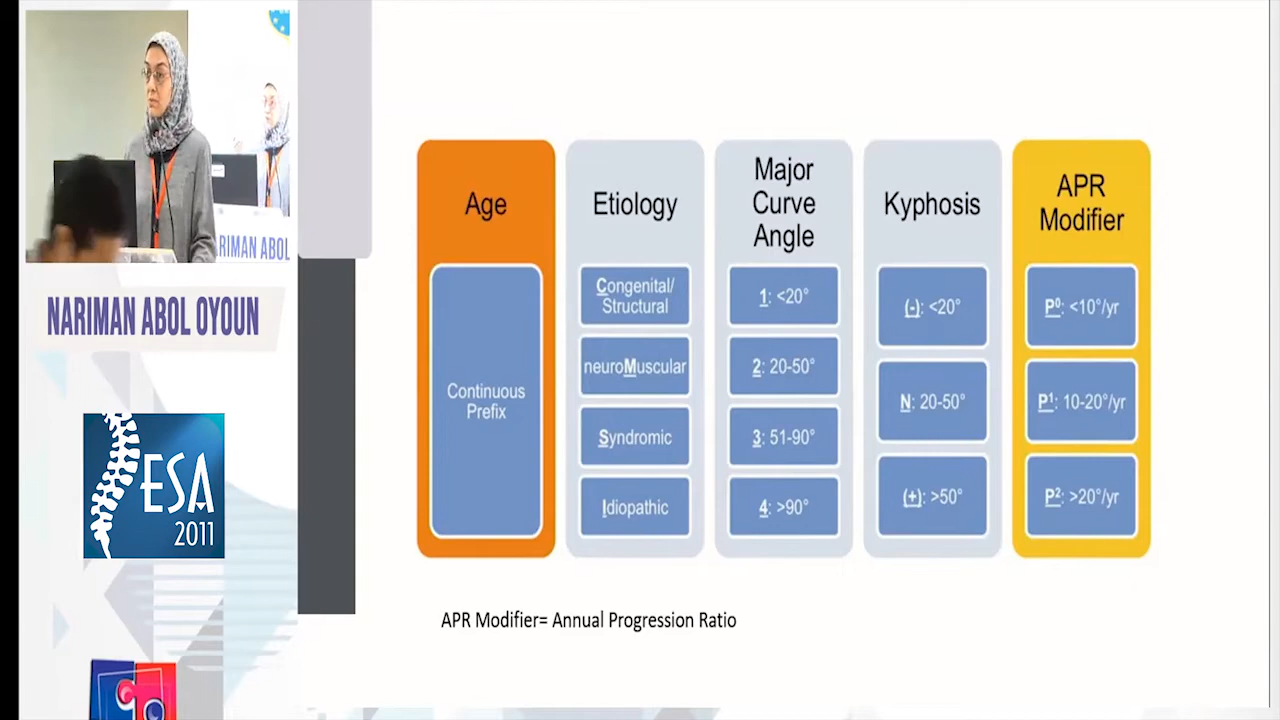 RIMAN ABOL
NARIMAN ABOL OYOUN
ESA
2011
Age
Continuous
Prefix
Etiology
Congenital/
Structural
neuroMuscular
Syndromic
Idiopathic
Major
Curve
Angle
1: <20°
2: 20-50°
3: 51-90°
4: >90°
Kyphosis
(-): <20°
N: 20-50°
(+): >50°
APR
Modifier
P⁰: <10°/yr
P¹: 10-20°/yr
P²: >20°/yr
APR Modifier= Annual Progression Ratio